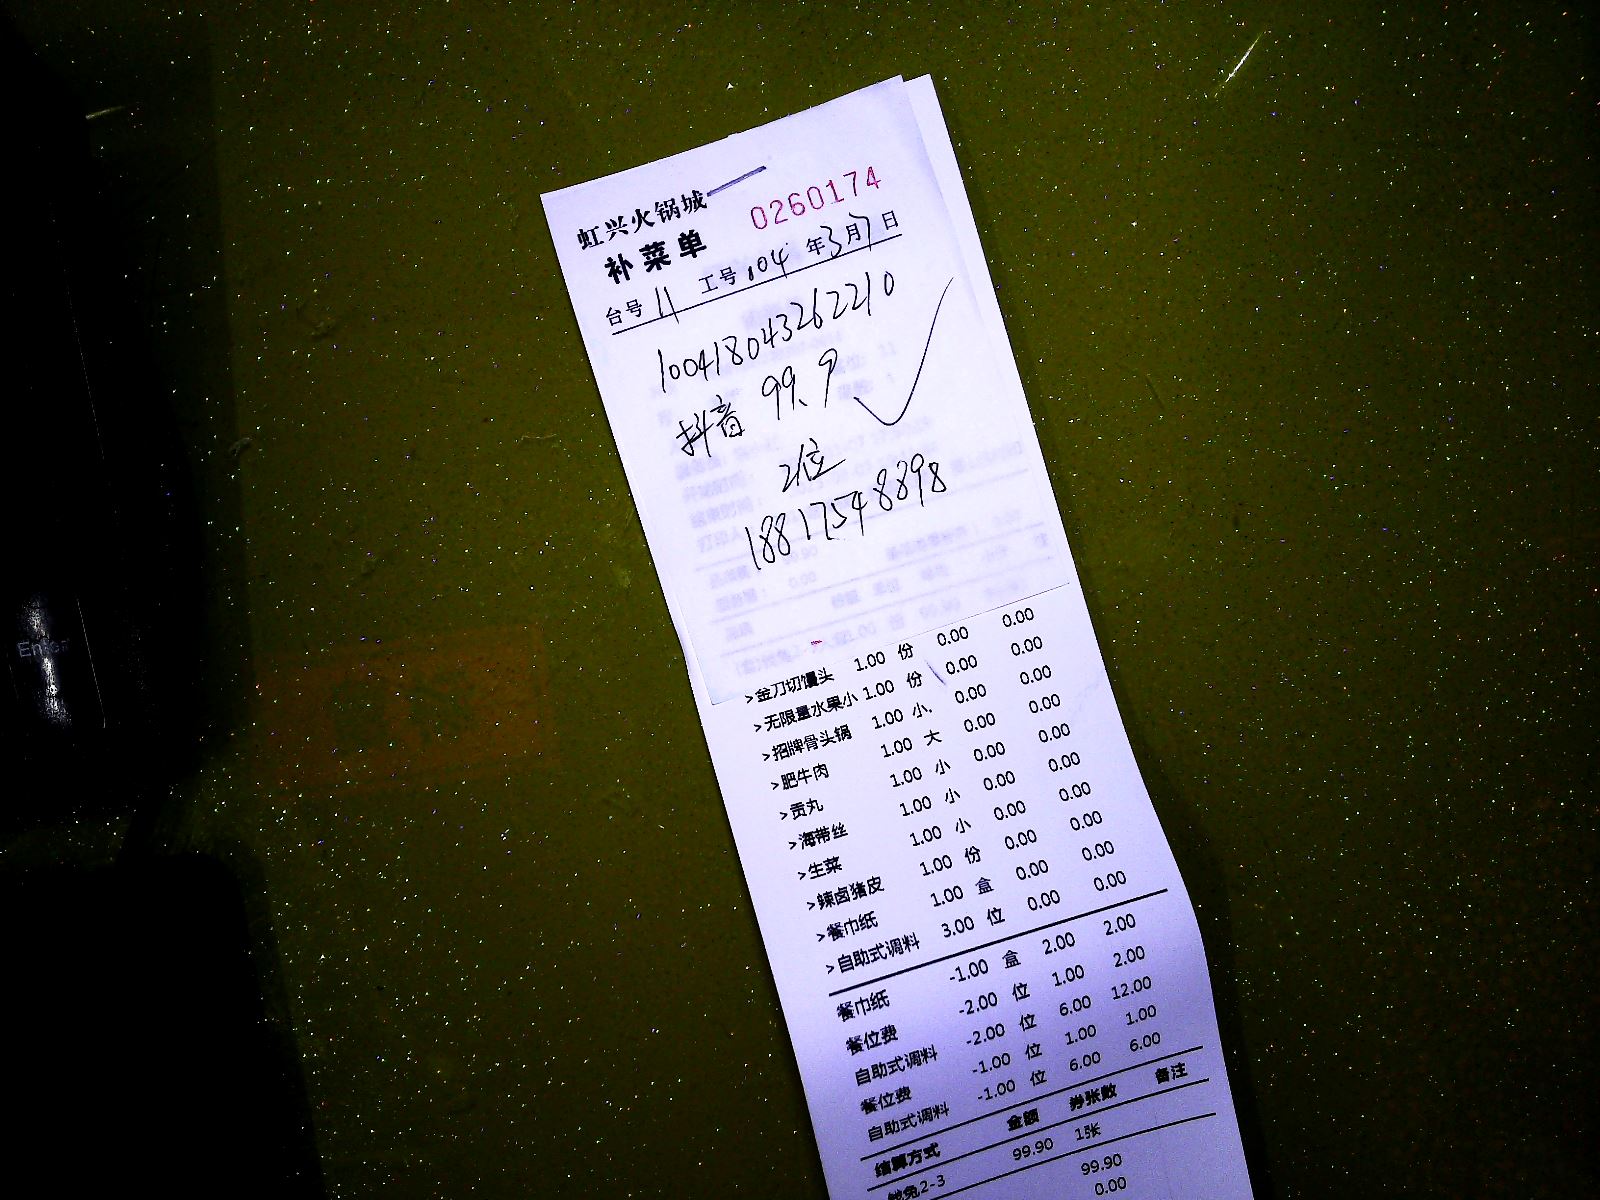 虹兴火锅城
0260174
补菜单
台号 11 工号 104 年 3 月 7 日
100418043262210
抖音 99.9
2位
18817548898
>金刀切馒头 1.00 份 0.00 0.00
>无限量水果小 1.00 份 0.00 0.00
>招牌骨头锅 1.00 小. 0.00 0.00
>肥牛肉 1.00 大 0.00 0.00
>贡丸 1.00 小 0.00 0.00
>海带丝 1.00 小 0.00 0.00
>生菜 1.00 小 0.00 0.00
>辣卤猪皮 1.00 份 0.00 0.00
>餐巾纸 1.00 盒 0.00 0.00
>自助式调料 3.00 位 0.00 0.00
餐巾纸 -1.00 盒 2.00 2.00
餐位费 -2.00 位 1.00 2.00
自助式调料 -2.00 位 6.00 12.00
餐位费 -1.00 位 1.00 1.00
自助式调料 -1.00 位 6.00 6.00
结算方式 金额 券张数 备注
2-3 99.90 1张
99.90
0.00
Enter